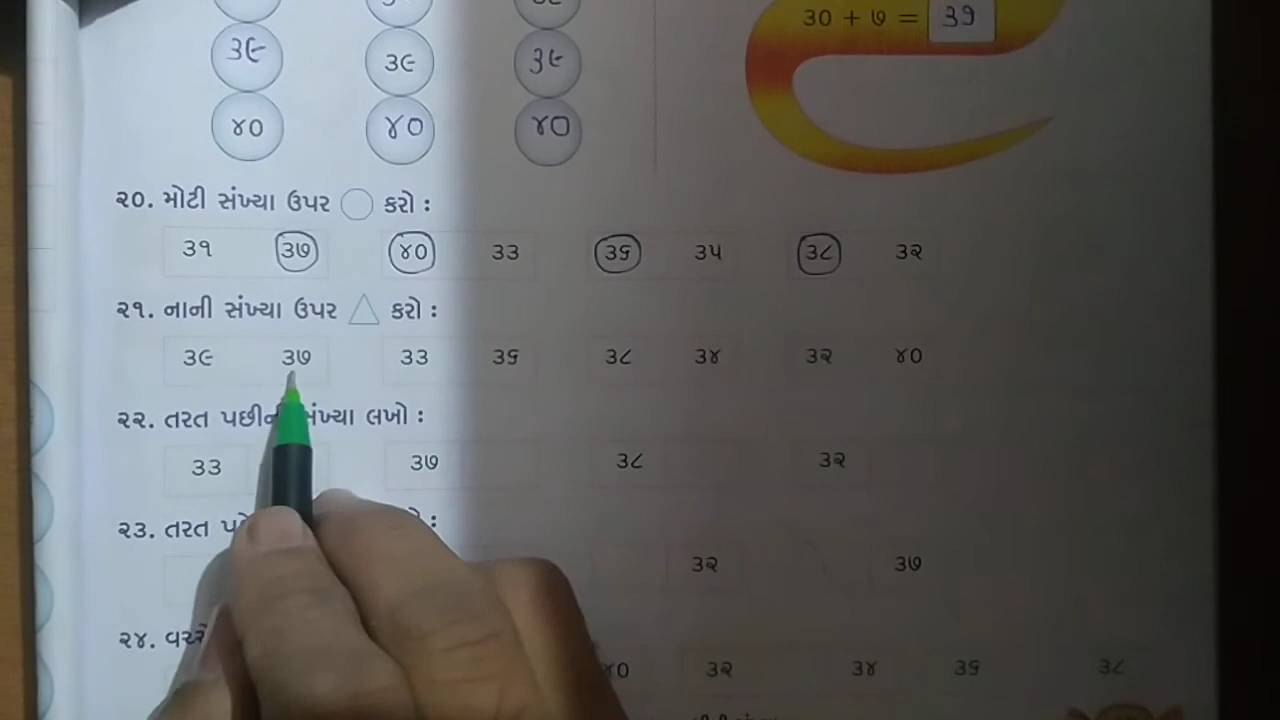 ૩૦ + ૭ = ૩૭
૩૯ ૩૯ ૩૯
૪૦ ૪૦ ૪૦
૨૦. મોટી સંખ્યા ઉપર કરો :
૩૧ ૩૭ ૪૦ ૩૩ ૩૬ ૩૫ ૩૮ ૩૨
૨૧. નાની સંખ્યા ઉપર કરો :
૩૯ ૩૭ ૩૩ ૩૬ ૩૮ ૩૪ ૩૨ ૪૦
૨૨. તરત પછીની સંખ્યા લખો :
૩૩ ૩૭ ૩૮ ૩૨
૨૩. તરત :
૩૨ ૩૭
૨૪.
૪૦ ૩૨ ૩૪ ૩૬ ૩૮